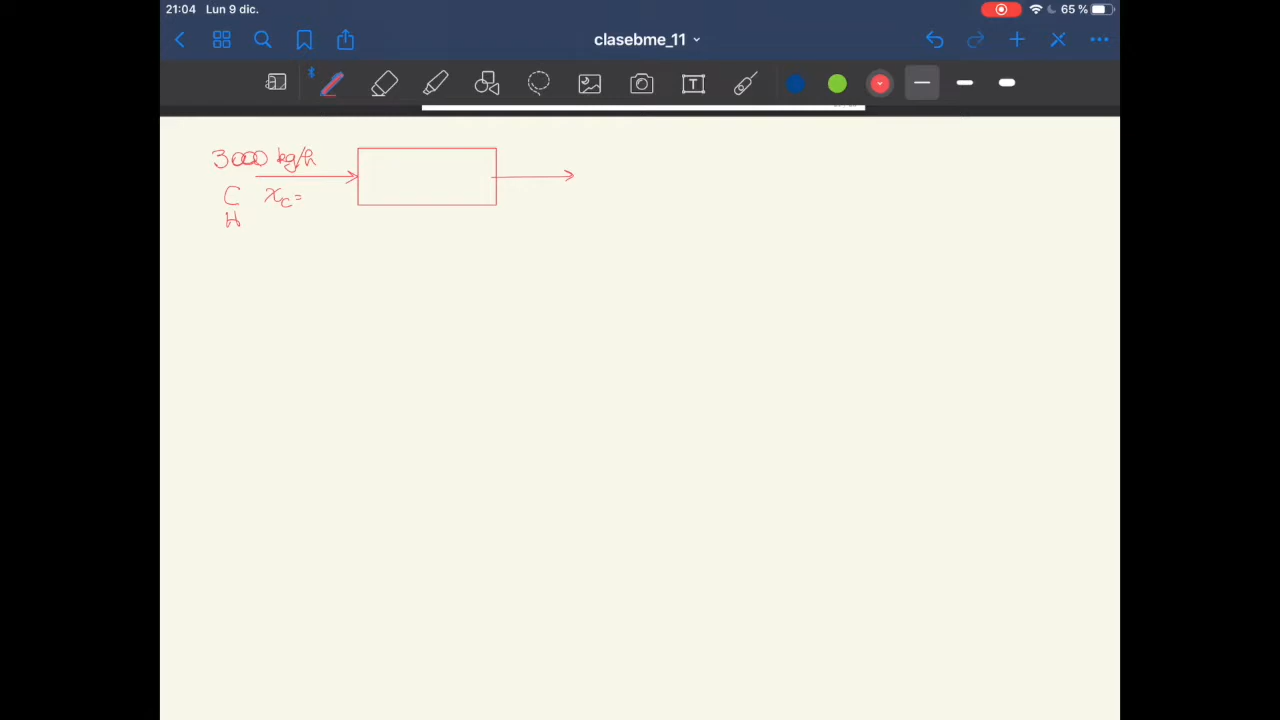 21:04 Lun 9 dic.
65 %
clasebme_11
T
3000 kg/h
C x_C =
H